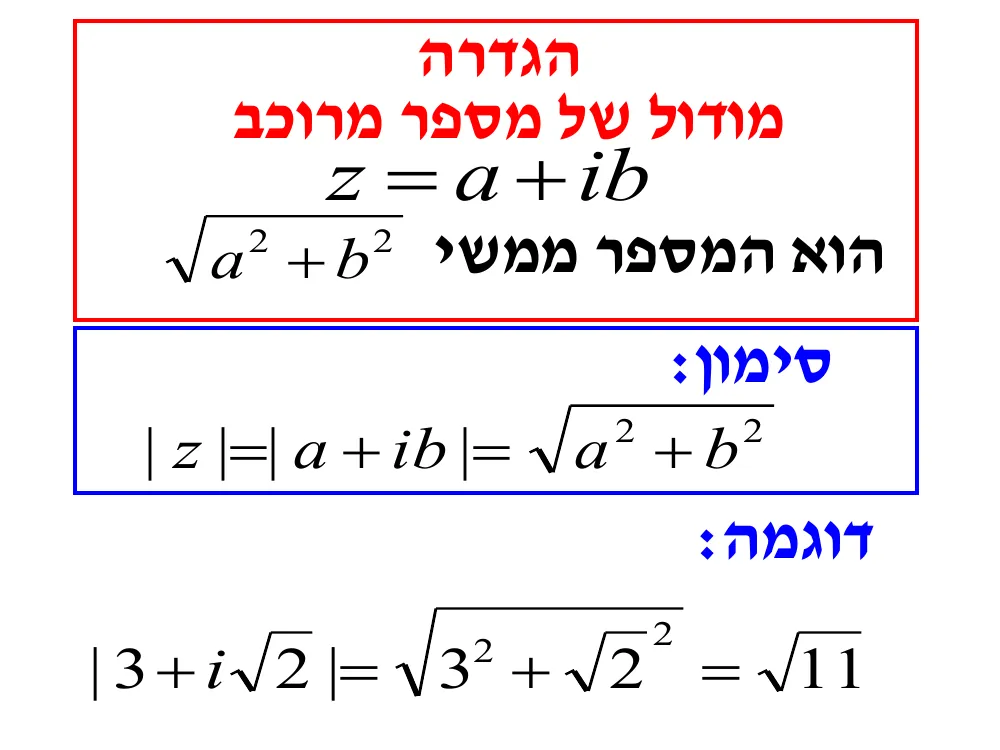 הגדרה
מודול של מספר מרוכב
z = a + ib
הוא המספר ממשי √(a² + b²)
סימון:
| z |=| a + ib |= √(a² + b²)
דוגמה:
| 3 + i√2 |= √(3² + √2²) = √11